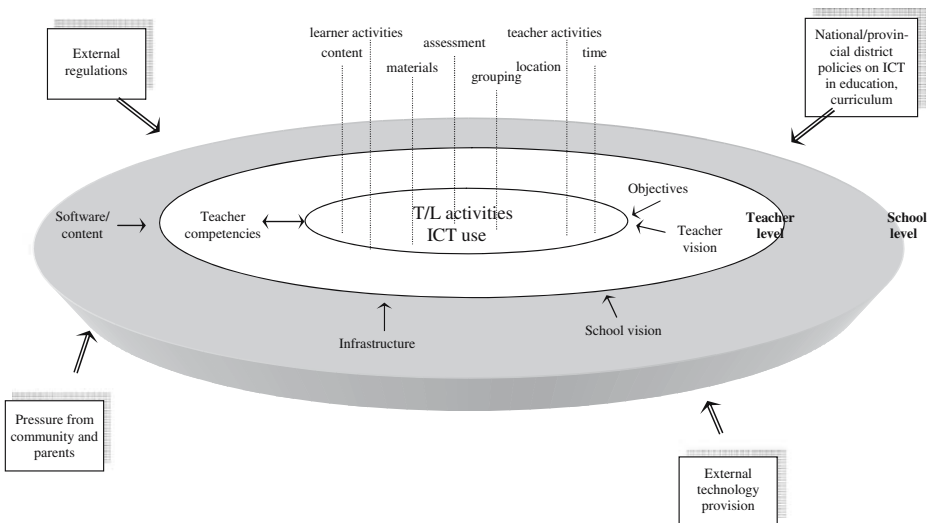 External
regulations
learner activities
content
materials
assessment
grouping
teacher activities
location
time
National/provin-
cial district
policies on ICT
in education,
curriculum
Software/
content
Teacher
competencies
T/L activities
ICT use
Objectives
Teacher
vision
Teacher
level
School
level
Infrastructure
School vision
Pressure from
community and
parents
External
technology
provision